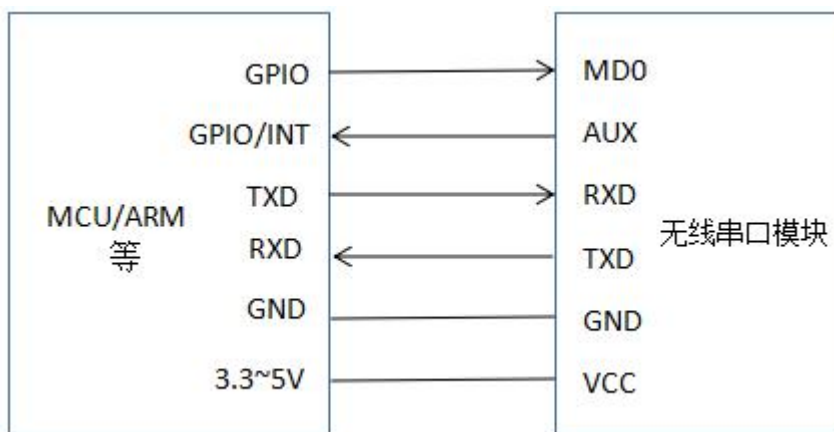 GPIO
MD0
GPIO/INT
AUX
TXD
RXD
MCU/ARM
等
无线串口模块
RXD
TXD
GND
GND
3.3~5V
VCC